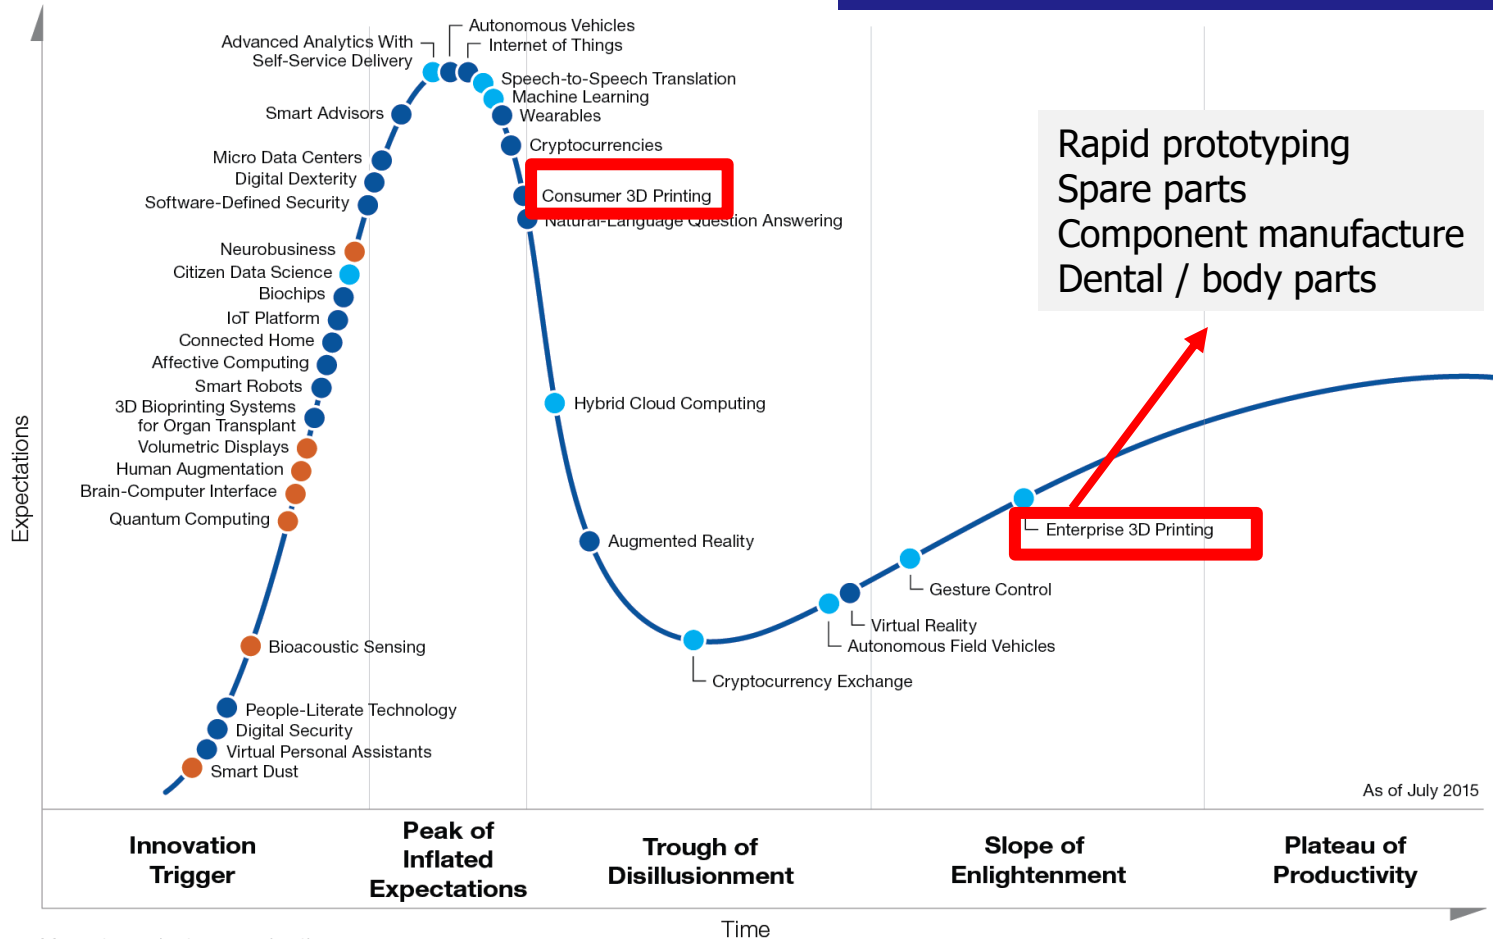 Autonomous Vehicles
Advanced Analytics With
Self-Service Delivery
Internet of Things
Speech-to-Speech Translation
Machine Learning
Wearables
Smart Advisors
Cryptocurrencies
Micro Data Centers
Digital Dexterity
Software-Defined Security
Consumer 3D Printing
Natural-Language Question Answering
Rapid prototyping
Spare parts
Component manufacture
Dental / body parts
Neurobusiness
Citizen Data Science
Biochips
IoT Platform
Connected Home
Affective Computing
Smart Robots
3D Bioprinting Systems
for Organ Transplant
Volumetric Displays
Human Augmentation
Brain-Computer Interface
Quantum Computing
Hybrid Cloud Computing
Augmented Reality
Enterprise 3D Printing
Gesture Control
Virtual Reality
Autonomous Field Vehicles
Cryptocurrency Exchange
Bioacoustic Sensing
People-Literate Technology
Digital Security
Virtual Personal Assistants
Smart Dust
Expectations
As of July 2015
Innovation
Trigger
Peak of
Inflated
Expectations
Trough of
Disillusionment
Slope of
Enlightenment
Plateau of
Productivity
Time